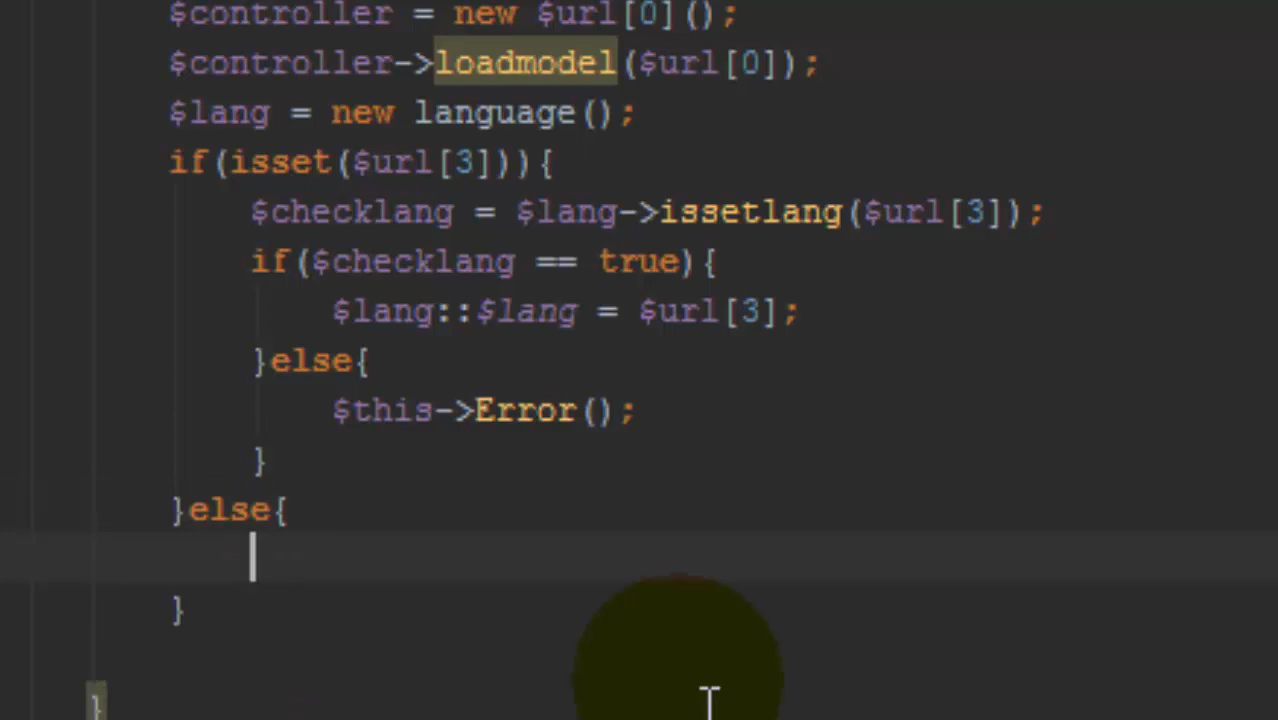 $controller = new $url[0]();
$controller->loadmodel($url[0]);
$lang = new language();
if(isset($url[3])){
$checklang = $lang->issetlang($url[3]);
if($checklang == true){
$lang::$lang = $url[3];
}else{
$this->Error();
}
}else{
}
}